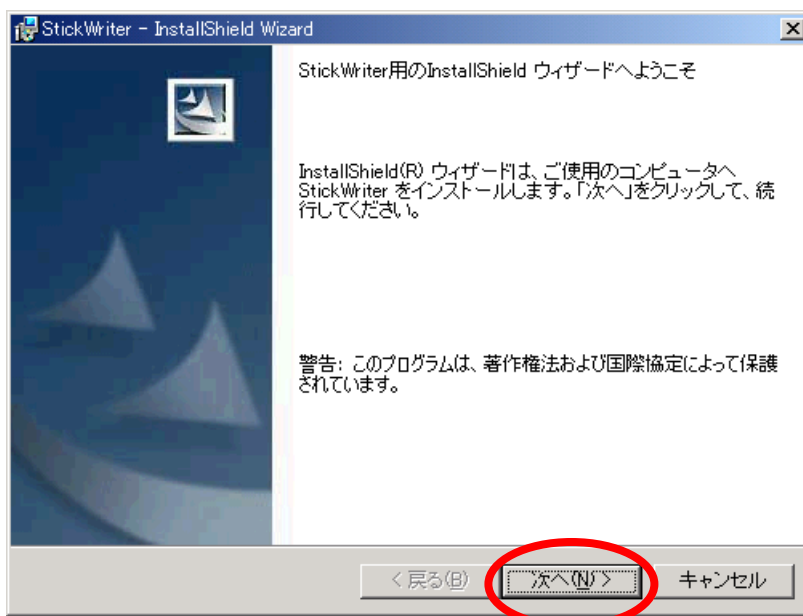 StickWriter - InstallShield Wizard
StickWriter用のInstallShield ウィザードへようこそ
InstallShield(R) ウィザードは、ご使用のコンピュータへ
StickWriter をインストールします。「次へ」をクリックして、続
行してください。
警告: このプログラムは、著作権法および国際協定によって保護
されています。
< 戻る(B)
次へ(N) >
キャンセル